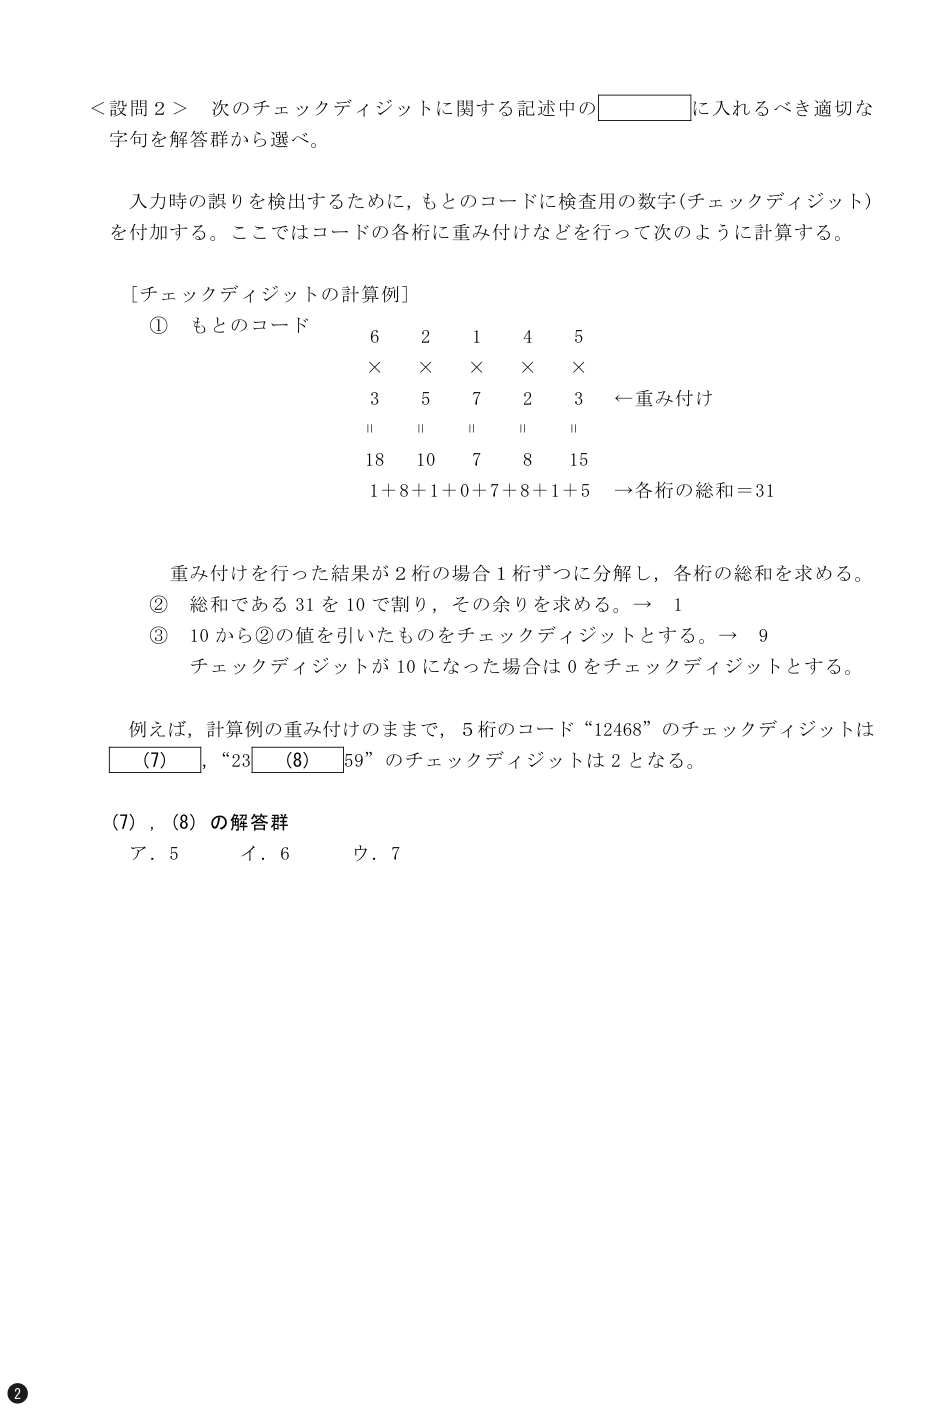 ＜設問２＞　次のチェックディジットに関する記述中の　　　　に入れるべき適切な
字句を解答群から選べ。
入力時の誤りを検出するために，もとのコードに検査用の数字（チェックディジット）
を付加する。ここではコードの各桁に重み付けなどを行って次のように計算する。
［チェックディジットの計算例］
①　もとのコード
6　2　1　4　5
×　×　×　×　×
3　5　7　2　3　←重み付け
＝　＝　＝　＝　＝
18　10　7　8　15
1＋8＋1＋0＋7＋8＋1＋5　→各桁の総和＝31
重み付けを行った結果が２桁の場合１桁ずつに分解し，各桁の総和を求める。
②　総和である 31 を 10 で割り，その余りを求める。→　1
③　10 から②の値を引いたものをチェックディジットとする。→　9
チェックディジットが 10 になった場合は 0 をチェックディジットとする。
例えば，計算例の重み付けのままで，５桁のコード“12468”のチェックディジットは
（7），“23（8）59”のチェックディジットは 2 となる。
（7），（8）の解答群
ア．5　イ．6　ウ．7
2